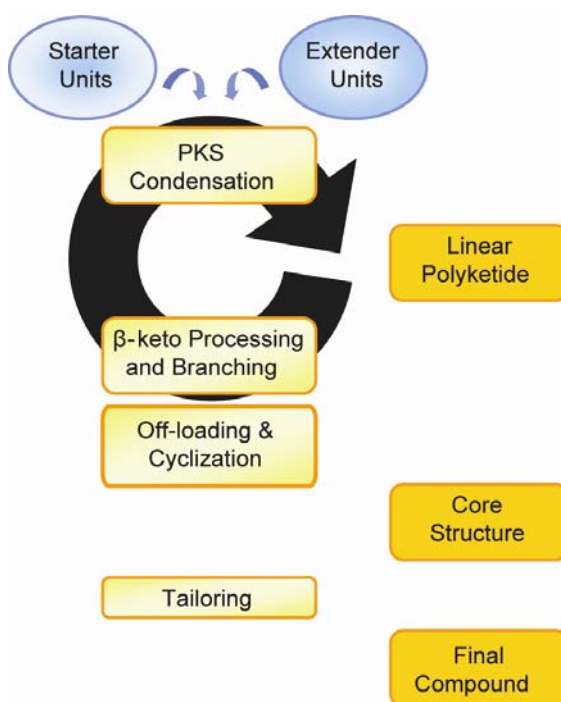 Starter
Units
Extender
Units
PKS
Condensation
Linear
Polyketide
β-keto Processing
and Branching
Off-loading &
Cyclization
Core
Structure
Tailoring
Final
Compound